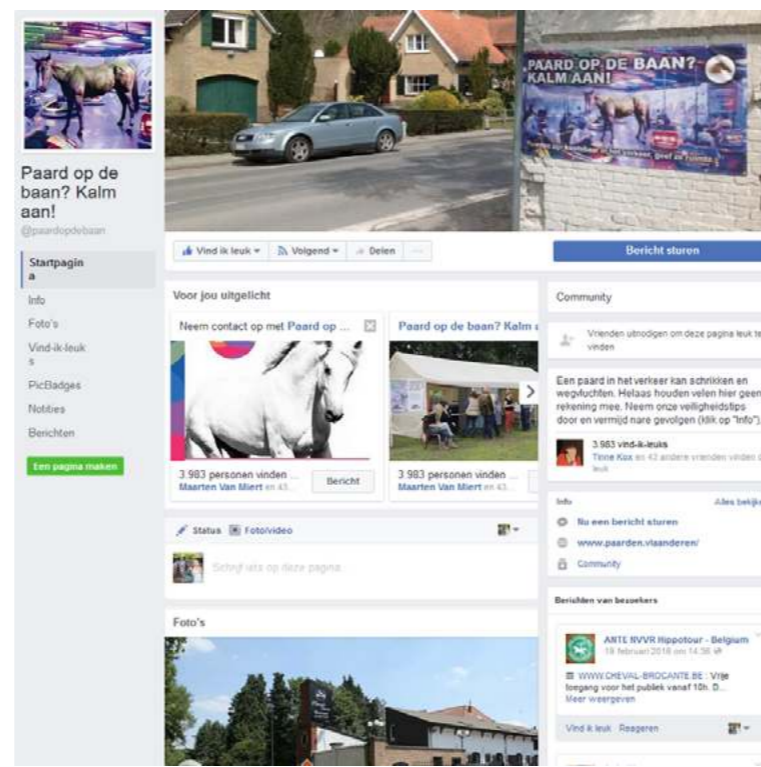 PAARD OP DE BAAN?
KALM AAN!
Paard op de
baan? Kalm
aan!
@paardopdebaan
Startpagin
a
Info
Foto's
Vind-ik-leuk
s
PicBadges
Notities
Berichten
Een pagina maken
Vind ik leuk
Volgend
Delen
Bericht sturen
Voor jou uitgelicht
Neem contact op met Paard op ...
3.983 personen vinden ...
Maarten Van Miert en 43...
Bericht
Paard op de baan? Kalm a
3.983 personen vinden ...
Maarten Van Miert en 43...
Status Foto/video
Schrijf iets op deze pagina
Foto's
Community
Vrienden uitnodigen om deze pagina leuk te
vinden
Een paard in het verkeer kan schrikken en
wegvluchten. Helaas houden velen hier geen
rekening mee. Neem onze veiligheidstips
door en vermijd nare gevolgen (klik op "Info").
3.983 vind-ik-leuks
Tinne Kox en 42 andere vrienden vinden d
leuk
Info Alles bekijke
Nu een bericht sturen
www.paarden.vlaanderen/
Community
Berichten van bezoekers
ANTE NVVR Hippotour - Belgium
19 februari 2016 om 14:36
WWW.CHEVAL-BROCANTE.BE : Vrije
toegang voor het publiek vanaf 10h. D...
Meer weergeven
Vind ik leuk Reageren